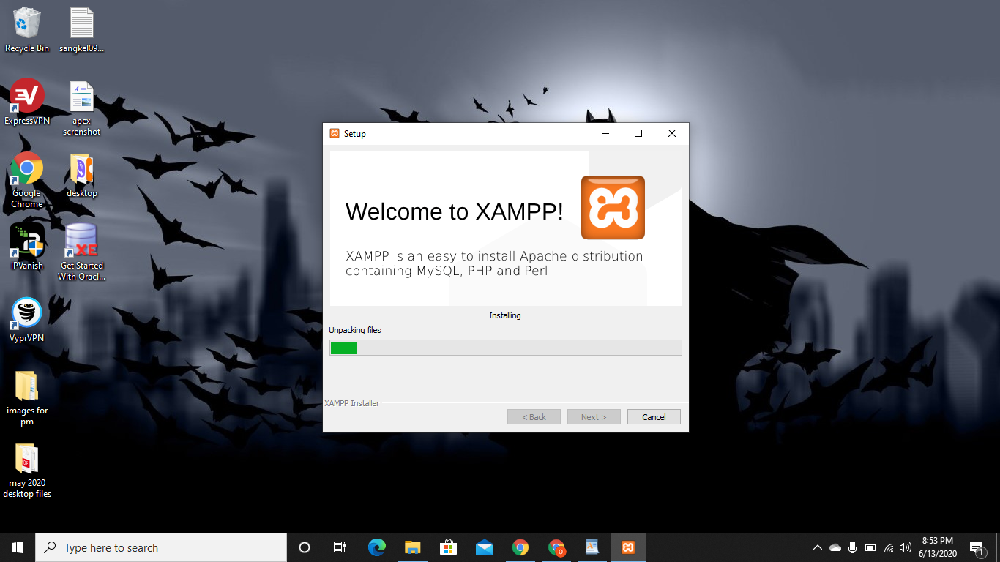 Recycle Bin
sangkel09...
ExpressVPN
apex
screnshot
Google
Chrome
desktop
IPVanish
Get Started
With Oracl...
VyprVPN
images for
pm
PDF
may 2020
desktop files
Setup
Welcome to XAMPP!
XAMPP is an easy to install Apache distribution
containing MySQL, PHP and Perl
Installing
Unpacking files
XAMPP Installer
< Back
Next >
Cancel
Type here to search
8:53 PM
6/13/2020
1